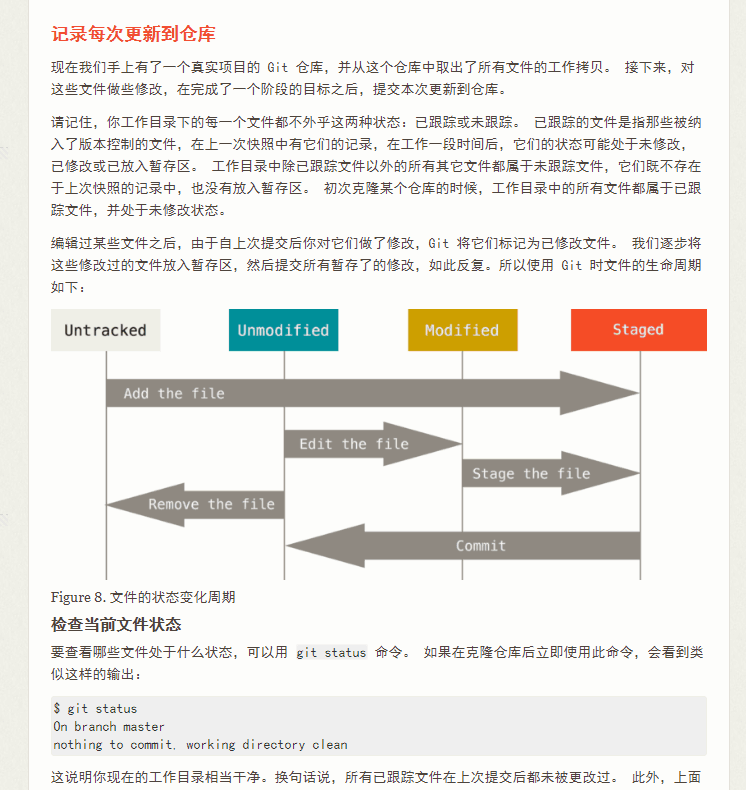 记录每次更新到仓库
现在我们手上有了一个真实项目的 Git 仓库，并从这个仓库中取出了所有文件的工作拷贝。 接下来，对
这些文件做些修改，在完成了一个阶段的目标之后，提交本次更新到仓库。
请记住，你工作目录下的每一个文件都不外乎这两种状态：已跟踪或未跟踪。 已跟踪的文件是指那些被纳
入了版本控制的文件，在上一次快照中有它们的记录，在工作一段时间后，它们的状态可能处于未修改，
已修改或已放入暂存区。 工作目录中除已跟踪文件以外的所有其它文件都属于未跟踪文件，它们既不存在
于上次快照的记录中，也没有放入暂存区。 初次克隆某个仓库的时候，工作目录中的所有文件都属于已跟
踪文件，并处于未修改状态。
编辑过某些文件之后，由于自上次提交后你对它们做了修改，Git 将它们标记为已修改文件。 我们逐步将
这些修改过的文件放入暂存区，然后提交所有暂存了的修改，如此反复。所以使用 Git 时文件的生命周期
如下：
Untracked Unmodified Modified Staged
Add the file
Edit the file
Stage the file
Remove the file
Commit
Figure 8. 文件的状态变化周期
检查当前文件状态
要查看哪些文件处于什么状态，可以用 git status 命令。 如果在克隆仓库后立即使用此命令，会看到类
似这样的输出：
$ git status
On branch master
nothing to commit, working directory clean
这说明你现在的工作目录相当干净。换句话说，所有已跟踪文件在上次提交后都未被更改过。 此外，上面